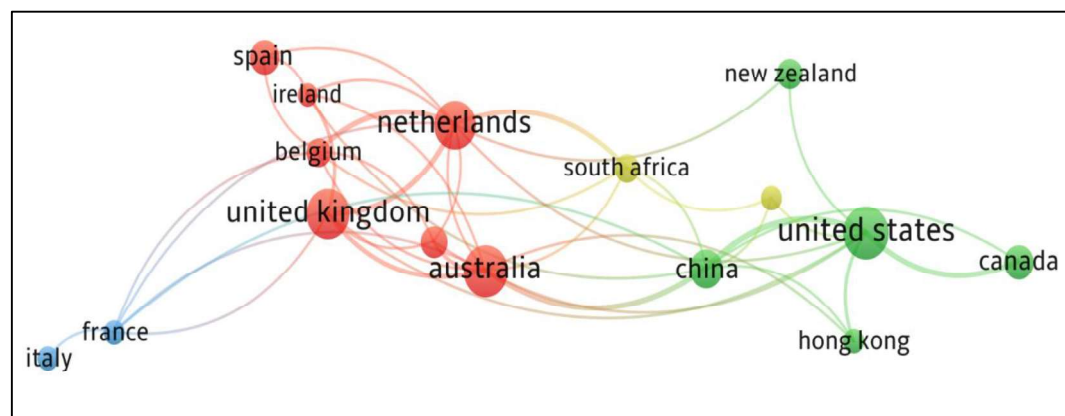 spain
new zealand
ireland
netherlands
belgium
south africa
united kingdom
united states
australia
china
canada
france
hong kong
italy